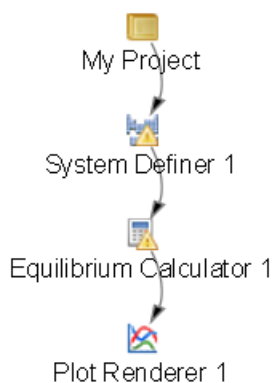 My Project
System Definer 1
Equilibrium Calculator 1
Plot Renderer 1